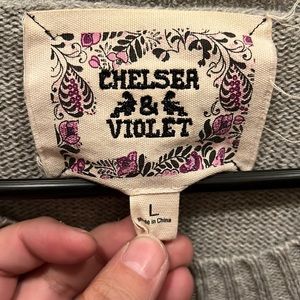 CHELSEA
&
VIOLET
L
Made in China